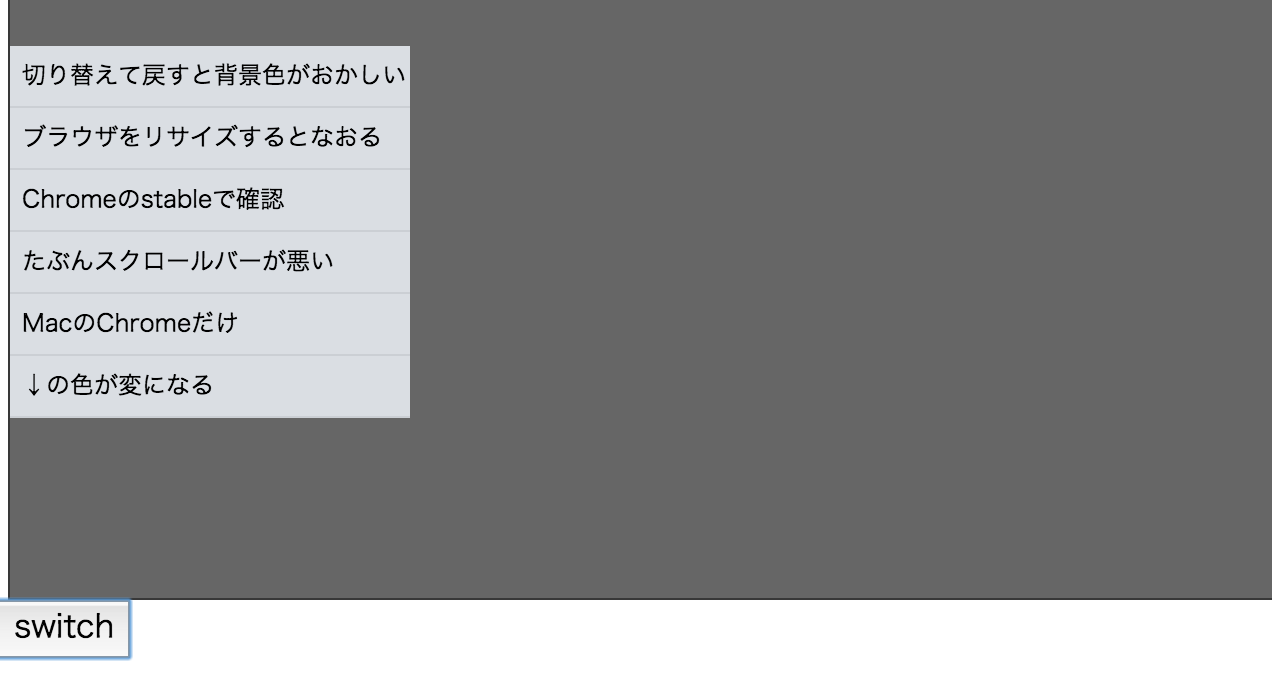 切り替えて戻すと背景色がおかしい
ブラウザをリサイズするとなおる
Chromeのstableで確認
たぶんスクロールバーが悪い
MacのChromeだけ
↓の色が変になる
switch